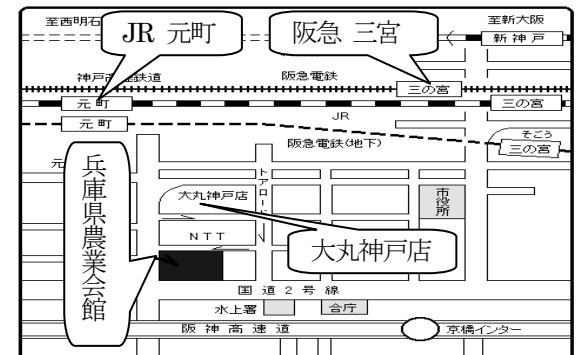 至西明石
JR 元町
阪急 三宮
至新大阪
新神戸
神戸高速鉄道
阪急電鉄
三の宮
元町
三の宮
JR
元町
阪急電鉄(地下)
そごう
三の宮
元
兵庫県農業会館
トアロード
大丸神戸店
市役所
NTT
大丸神戸店
国道2号線
水上署
合庁
阪神高速道
京橋インター